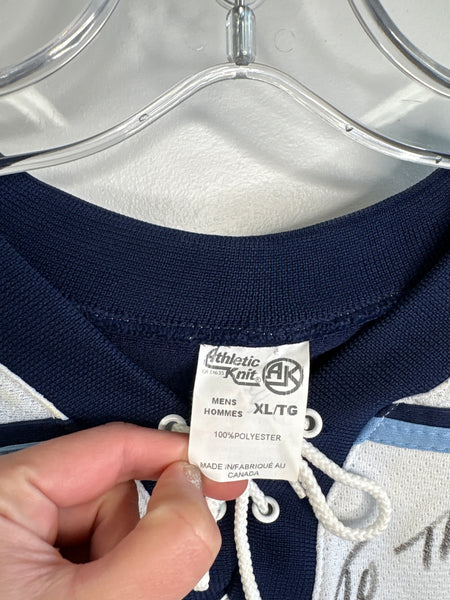 Athletic
Knit®
AK
MENS
HOMMES XL/TG
100%POLYESTER
MADE IN/FABRIQUÉ AU
CANADA